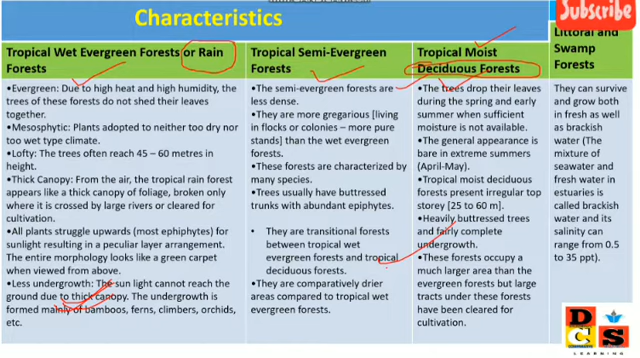 Characteristics
Subscribe
Tropical Wet Evergreen Forests or Rain
Forests
•Evergreen: Due to high heat and high humidity, the
trees of these forests do not shed their leaves
together.
•Mesophytic: Plants adopted to neither too dry nor
too wet type climate.
•Lofty: The trees often reach 45 – 60 metres in
height.
•Thick Canopy: From the air, the tropical rain forest
appears like a thick canopy of foliage, broken only
where it is crossed by large rivers or cleared for
cultivation.
•All plants struggle upwards (most ephiphytes) for
sunlight resulting in a peculiar layer arrangement.
The entire morphology looks like a green carpet
when viewed from above.
•Less undergrowth: The sun light cannot reach the
ground due to thick canopy. The undergrowth is
formed mainly of bamboos, ferns, climbers, orchids,
etc.
Tropical Semi-Evergreen
Forests
•The semi-evergreen forests are
less dense.
•They are more gregarious [living
in flocks or colonies – more pure
stands] than the wet evergreen
forests.
•These forests are characterized by
many species.
•Trees usually have buttressed
trunks with abundant epiphytes.
• They are transitional forests
between tropical wet
evergreen forests and tropical
deciduous forests.
•They are comparatively drier
areas compared to tropical wet
evergreen forests.
Tropical Moist
Deciduous Forests
•The trees drop their leaves
during the spring and early
summer when sufficient
moisture is not available.
•The general appearance is
bare in extreme summers
(April-May).
•Tropical moist deciduous
forests present irregular top
storey [25 to 60 m].
•Heavily buttressed trees
and fairly complete
undergrowth.
•These forests occupy a
much larger area than the
evergreen forests but large
tracts under these forests
have been cleared for
cultivation.
Littoral and
Swamp
Forests
They can survive
and grow both
in fresh as well
as brackish
water (The
mixture of
seawater and
fresh water in
estuaries is
called brackish
water and its
salinity can
range from 0.5
to 35 ppt).
D
C S
LEARNING